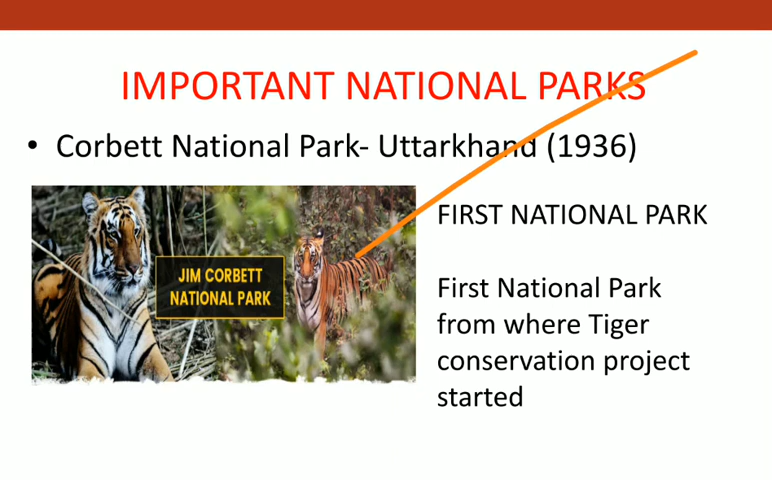 IMPORTANT NATIONAL PARKS
• Corbett National Park- Uttarkhand (1936)
JIM CORBETT
NATIONAL PARK
FIRST NATIONAL PARK
First National Park
from where Tiger
conservation project
started